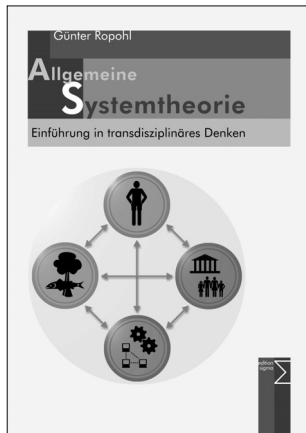 Günter Ropohl
Allgemeine
Systemtheorie
Einführung in transdisziplinäres Denken
edition
sigma